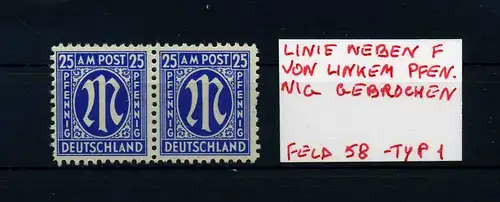 25 AM POST 25 25 AM POST 25
PFENNIG PFENNIG PFENNIG PFENNIG
DEUTSCHLAND DEUTSCHLAND
LINIE NEBEN F
VON LINKEM PFEN.
NIG GEBROCHEN
FELD 58 -TYP 1